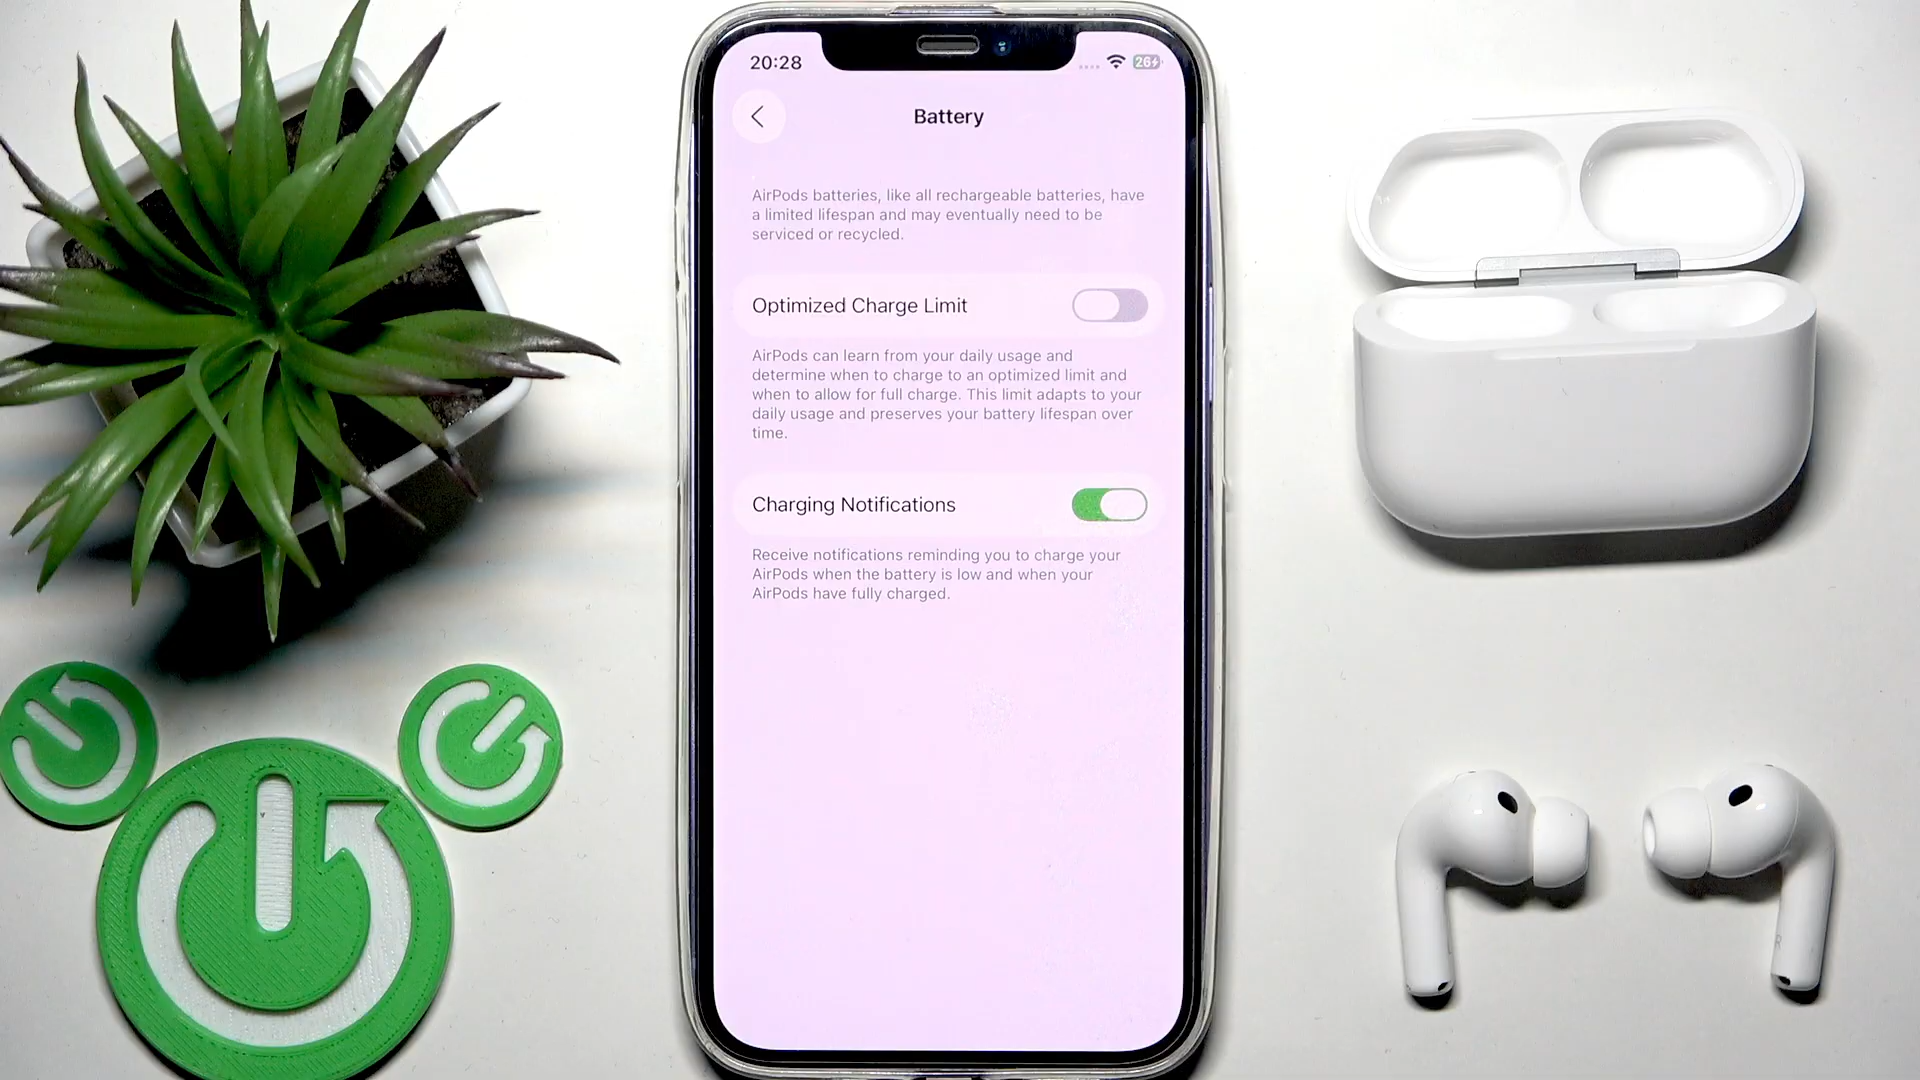 20:28
26
Battery
AirPods batteries, like all rechargeable batteries, have
a limited lifespan and may eventually need to be
serviced or recycled.
Optimized Charge Limit
AirPods can learn from your daily usage and
determine when to charge to an optimized limit and
when to allow for full charge. This limit adapts to your
daily usage and preserves your battery lifespan over
time.
Charging Notifications
Receive notifications reminding you to charge your
AirPods when the battery is low and when your
AirPods have fully charged.
L
R